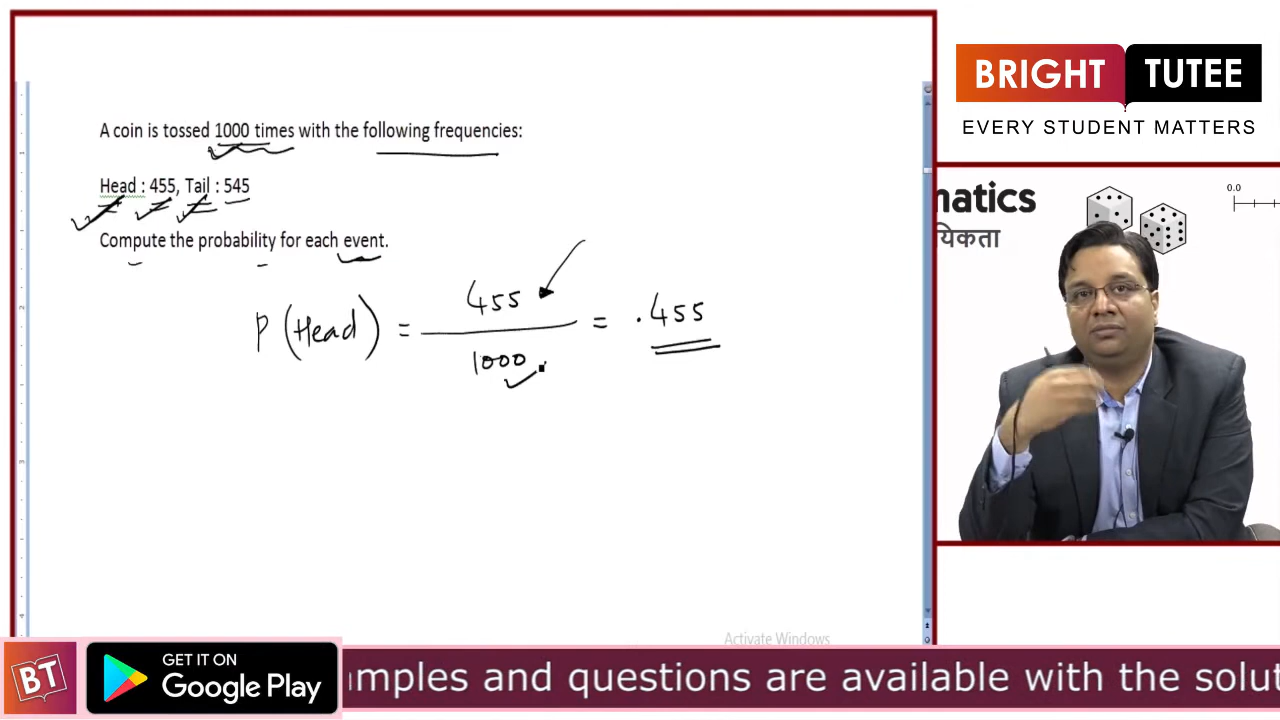 BRIGHT TUTEE
EVERY STUDENT MATTERS
A coin is tossed 1000 times with the following frequencies:
Head : 455, Tail : 545
Compute the probability for each event.
P (Head) = 455 / 1000 = .455
matics
यिकता
0.0
Activate Windows
BT
GET IT ON
Google Play
amples and questions are available with the solut